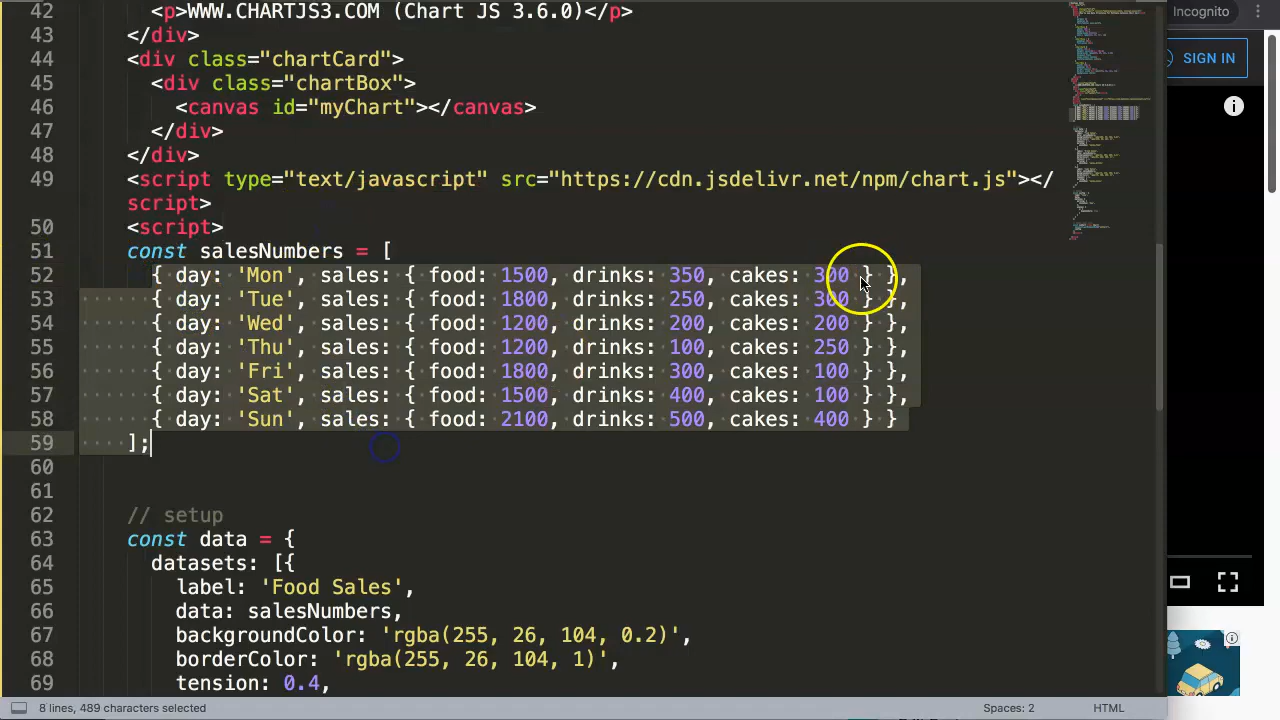 Incognito
SIGN IN
42 <p>WWW.CHARTJS3.COM (Chart JS 3.6.0)</p>
43 </div>
44 <div class="chartCard">
45 <div class="chartBox">
46 <canvas id="myChart"></canvas>
47 </div>
48 </div>
49 <script type="text/javascript" src="https://cdn.jsdelivr.net/npm/chart.js"></
script>
50 <script>
51 const salesNumbers = [
52 { day: 'Mon', sales: { food: 1500, drinks: 350, cakes: 300 } },
53 { day: 'Tue', sales: { food: 1800, drinks: 250, cakes: 300 } },
54 { day: 'Wed', sales: { food: 1200, drinks: 200, cakes: 200 } },
55 { day: 'Thu', sales: { food: 1200, drinks: 100, cakes: 250 } },
56 { day: 'Fri', sales: { food: 1800, drinks: 300, cakes: 100 } },
57 { day: 'Sat', sales: { food: 1500, drinks: 400, cakes: 100 } },
58 { day: 'Sun', sales: { food: 2100, drinks: 500, cakes: 400 } }
59 ];
60
61
62 // setup
63 const data = {
64 datasets: [{
65 label: 'Food Sales',
66 data: salesNumbers,
67 backgroundColor: 'rgba(255, 26, 104, 0.2)',
68 borderColor: 'rgba(255, 26, 104, 1)',
69 tension: 0.4,
8 lines, 489 characters selected
Spaces: 2
HTML